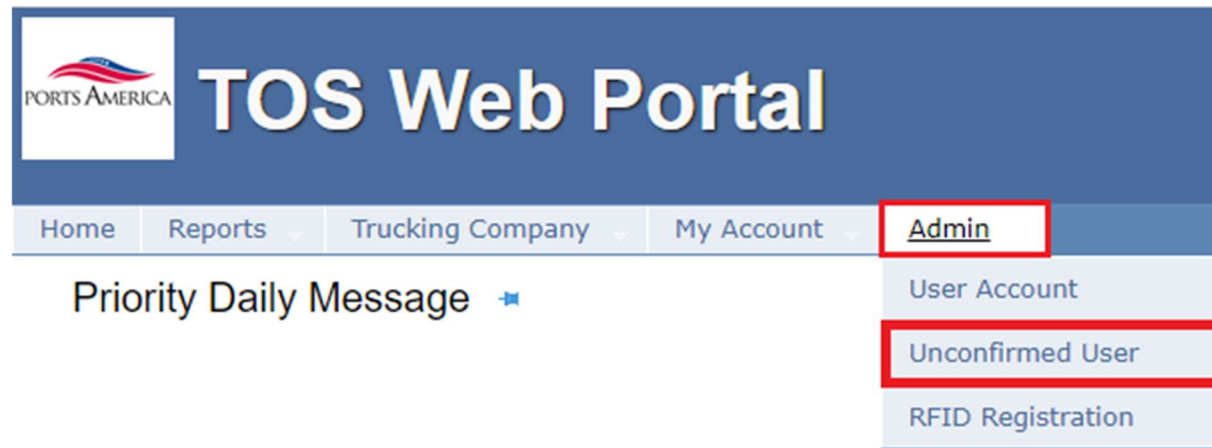 PORTS AMERICA
TOS Web Portal
Home Reports Trucking Company My Account Admin
Priority Daily Message
User Account
Unconfirmed User
RFID Registration